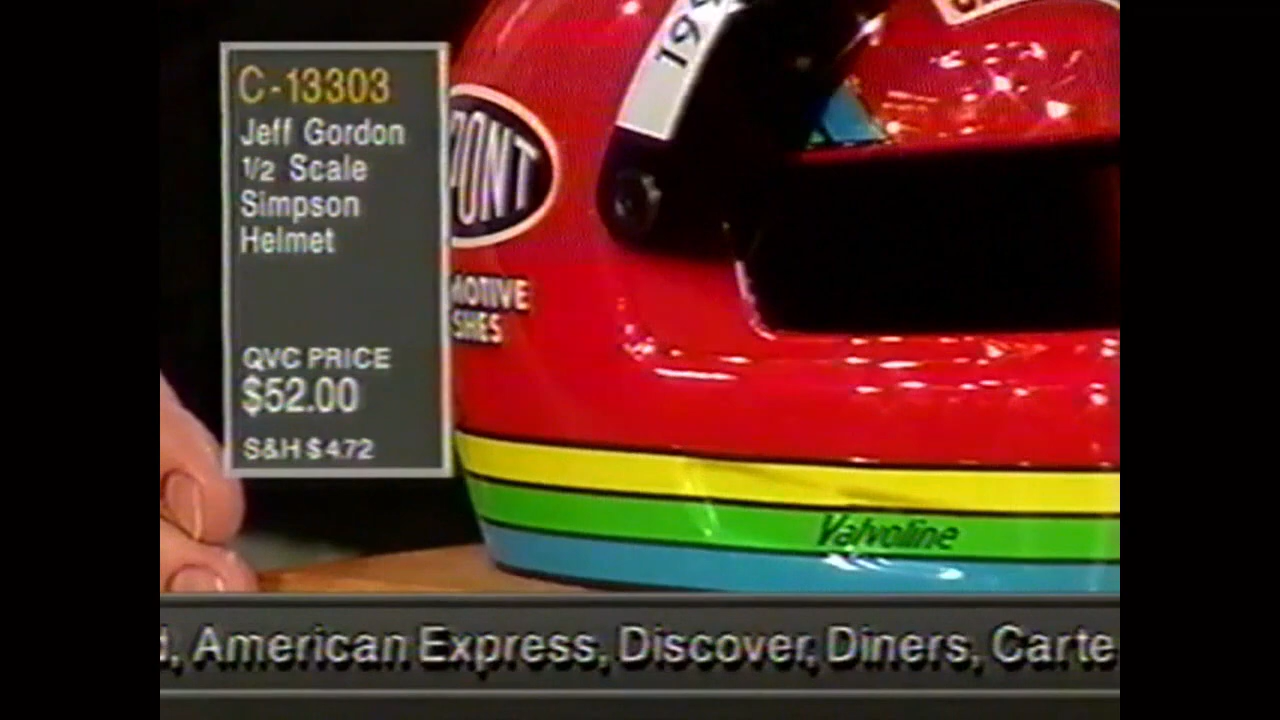 C-13303
Jeff Gordon
1/2 Scale
Simpson
Helmet
QVC PRICE
$52.00
S&H $4.72
199
PONT
MOTIVE
SHES
Valvoline
d, American Express, Discover, Diners, Carte